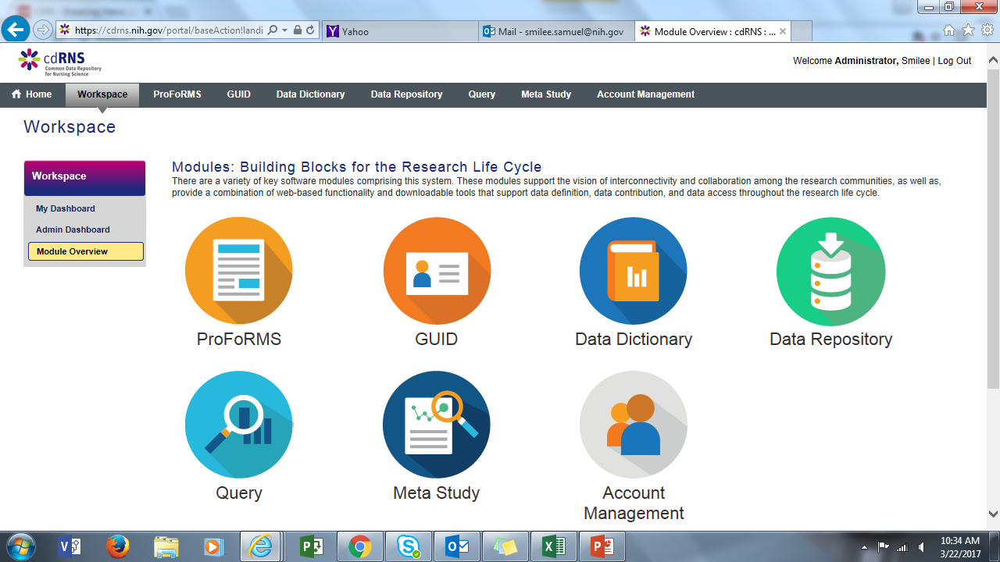 https://cdrns.nih.gov/portal/baseAction!landi
Yahoo
Mail - smilee.samuel@nih.gov
Module Overview : cdRNS : ...
cdRNS
Common Data Repository
for Nursing Science
Welcome Administrator, Smilee | Log Out
Home
Workspace
ProFoRMS
GUID
Data Dictionary
Data Repository
Query
Meta Study
Account Management
Workspace
Workspace
My Dashboard
Admin Dashboard
Module Overview
Modules: Building Blocks for the Research Life Cycle
There are a variety of key software modules comprising this system. These modules support the vision of interconnectivity and collaboration among the research communities, as well as,
provide a combination of web-based functionality and downloadable tools that support data definition, data contribution, and data access throughout the research life cycle.
ProFoRMS
GUID
Data Dictionary
Data Repository
Query
Meta Study
Account
Management
10:34 AM
3/22/2017